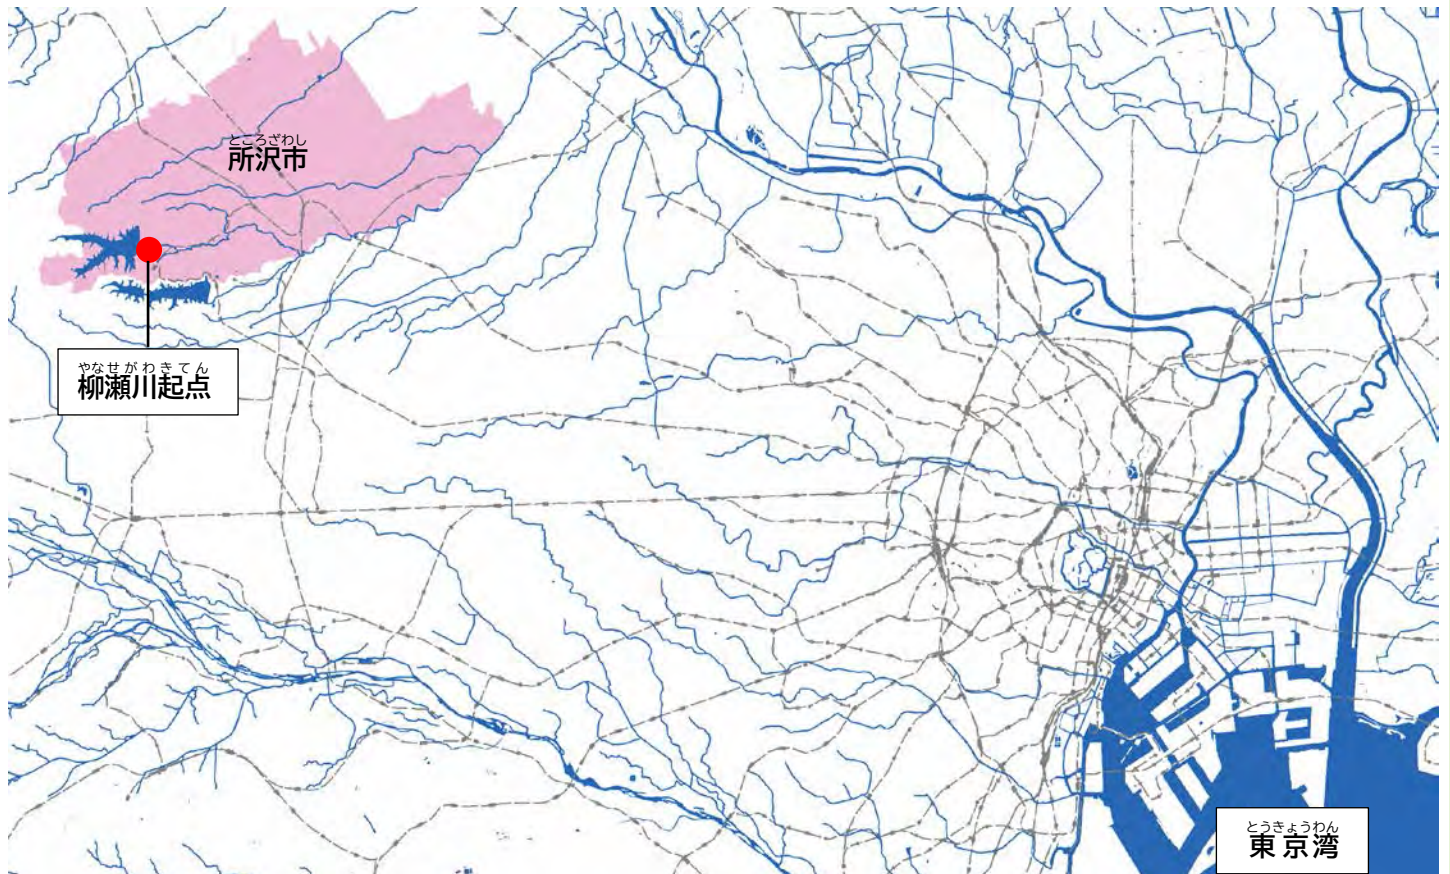 ところざわし
所沢市
やなせがわきてん
柳瀬川起点
とうきょうわん
東京湾